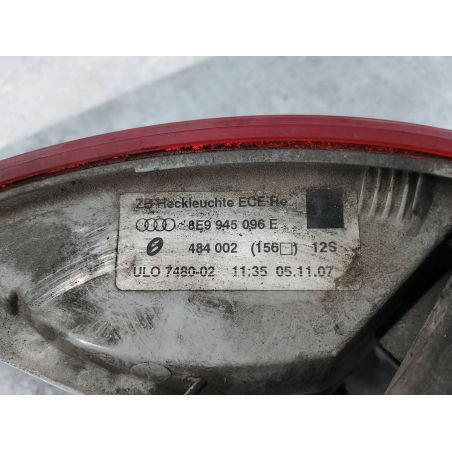 ZB Heckleuchte ECE Re
8E9 945 096 E
484 002 (156□) 12S
ULO 7480-02 11:35 05.11.07